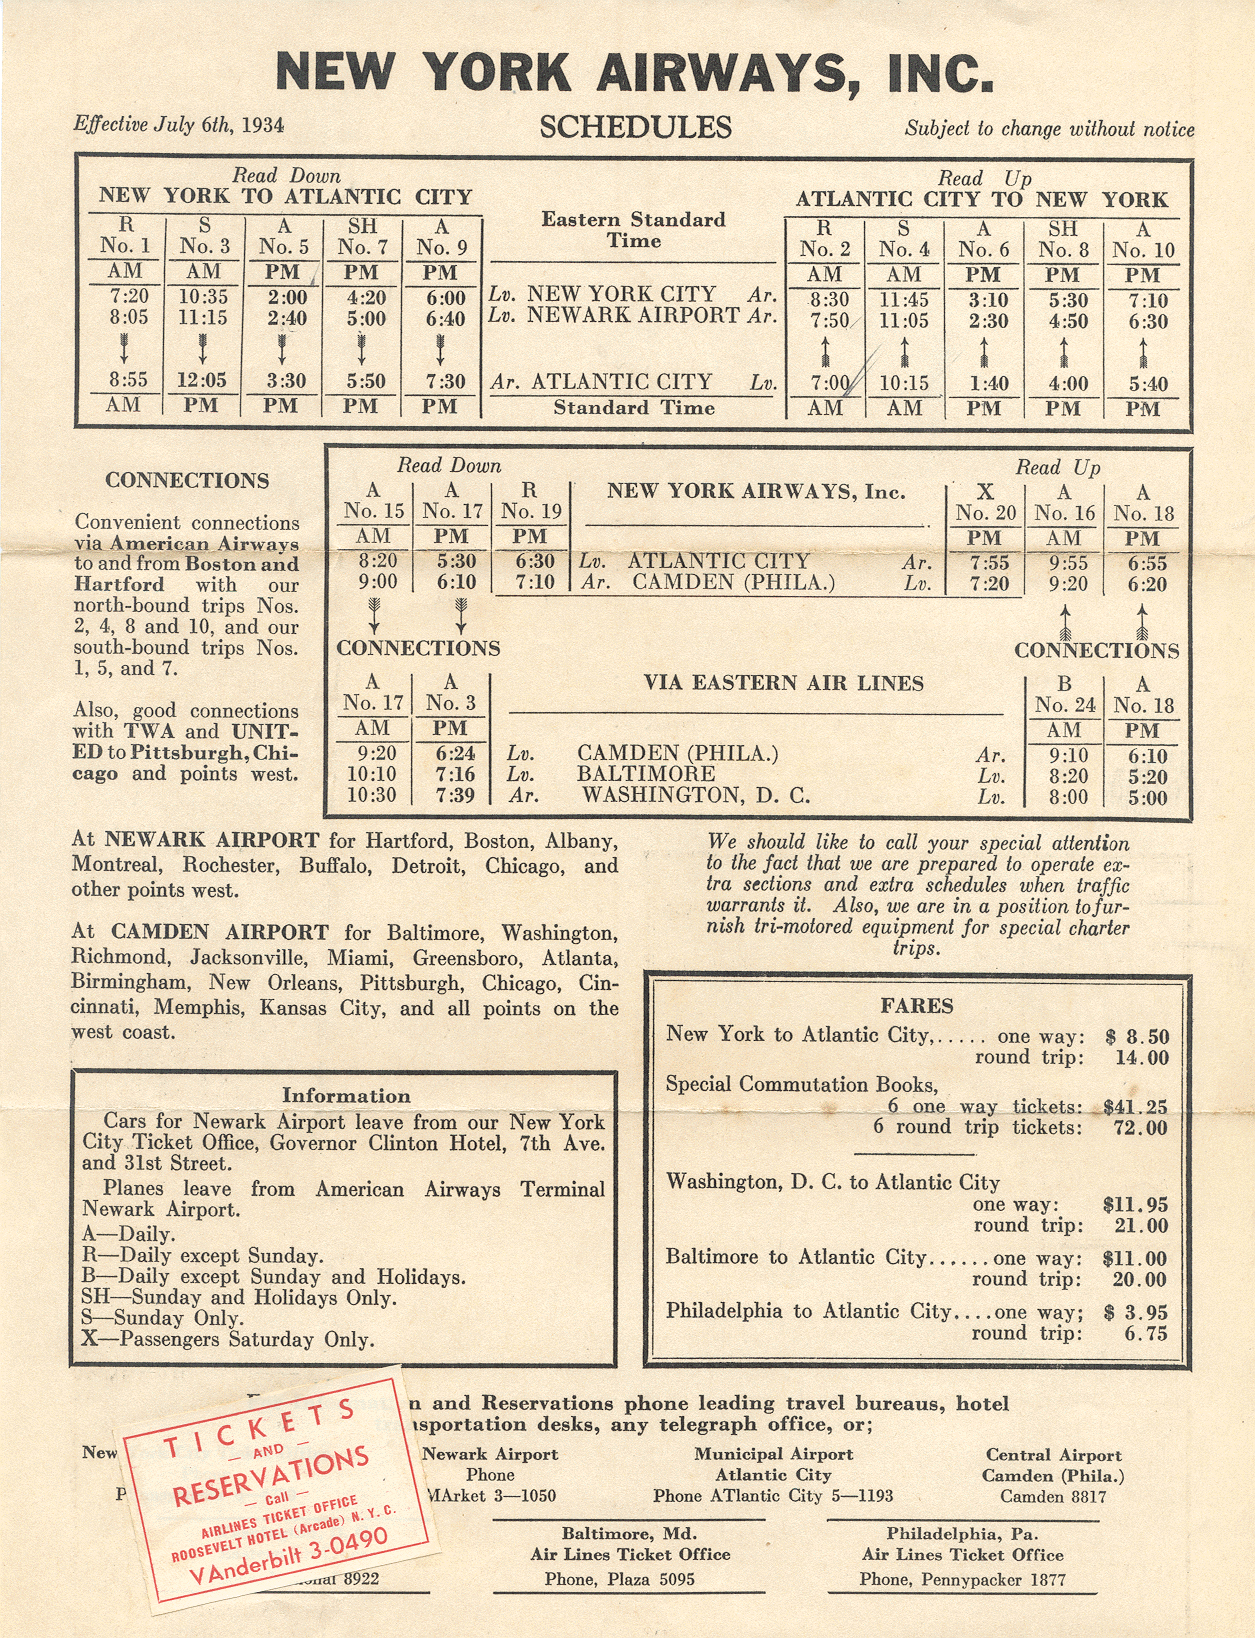 NEW YORK AIRWAYS, INC.
Effective July 6th, 1934
SCHEDULES
Subject to change without notice
Read Down
NEW YORK TO ATLANTIC CITY
Eastern Standard
Time
Read Up
ATLANTIC CITY TO NEW YORK
R S A SH A R S A SH A
No. 1 No. 3 No. 5 No. 7 No. 9 No. 2 No. 4 No. 6 No. 8 No. 10
AM AM PM PM PM AM AM PM PM PM
7:20 10:35 2:00 4:20 6:00 Lv. NEW YORK CITY Ar. 8:30 11:45 3:10 5:30 7:10
8:05 11:15 2:40 5:00 6:40 Lv. NEWARK AIRPORT Ar. 7:50 11:05 2:30 4:50 6:30
8:55 12:05 3:30 5:50 7:30 Ar. ATLANTIC CITY Lv. 7:00 10:15 1:40 4:00 5:40
AM PM PM PM PM Standard Time AM AM PM PM PM
CONNECTIONS
Convenient connections
via American Airways
to and from Boston and
Hartford with our
north-bound trips Nos.
2, 4, 8 and 10, and our
south-bound trips Nos.
1, 5, and 7.
Also, good connections
with TWA and UNIT-
ED to Pittsburgh, Chi-
cago and points west.
Read Down
Read Up
A A R NEW YORK AIRWAYS, Inc. X A A
No. 15 No. 17 No. 19 No. 20 No. 16 No. 18
AM PM PM PM AM PM
8:20 5:30 6:30 Lv. ATLANTIC CITY Ar. 7:55 9:55 6:55
9:00 6:10 7:10 Ar. CAMDEN (PHILA.) Lv. 7:20 9:20 6:20
CONNECTIONS
CONNECTIONS
A A VIA EASTERN AIR LINES B A
No. 17 No. 3 No. 24 No. 18
AM PM AM PM
9:20 6:24 Lv. CAMDEN (PHILA.) Ar. 9:10 6:10
10:10 7:16 Lv. BALTIMORE Lv. 8:20 5:20
10:30 7:39 Ar. WASHINGTON, D. C. Lv. 8:00 5:00
At NEWARK AIRPORT for Hartford, Boston, Albany,
Montreal, Rochester, Buffalo, Detroit, Chicago, and
other points west.
At CAMDEN AIRPORT for Baltimore, Washington,
Richmond, Jacksonville, Miami, Greensboro, Atlanta,
Birmingham, New Orleans, Pittsburgh, Chicago, Cin-
cinnati, Memphis, Kansas City, and all points on the
west coast.
We should like to call your special attention
to the fact that we are prepared to operate ex-
tra sections and extra schedules when traffic
warrants it. Also, we are in a position to fur-
nish tri-motored equipment for special charter
trips.
Information
Cars for Newark Airport leave from our New York
City Ticket Office, Governor Clinton Hotel, 7th Ave.
and 31st Street.
Planes leave from American Airways Terminal
Newark Airport.
A—Daily.
R—Daily except Sunday.
B—Daily except Sunday and Holidays.
SH—Sunday and Holidays Only.
S—Sunday Only.
X—Passengers Saturday Only.
FARES
New York to Atlantic City,..... one way: $ 8.50
round trip: 14.00
Special Commutation Books,
6 one way tickets: $41.25
6 round trip tickets: 72.00
Washington, D. C. to Atlantic City
one way: $11.95
round trip: 21.00
Baltimore to Atlantic City......one way: $11.00
round trip: 20.00
Philadelphia to Atlantic City....one way; $ 3.95
round trip: 6.75
and Reservations phone leading travel bureaus, hotel
desks, any telegraph office, or;
New
Newark Airport
Phone
MArket 3—1050
Municipal Airport
Atlantic City
Phone ATlantic City 5—1193
Central Airport
Camden (Phila.)
Camden 8817
8922
Baltimore, Md.
Air Lines Ticket Office
Phone, Plaza 5095
Philadelphia, Pa.
Air Lines Ticket Office
Phone, Pennypacker 1877
TICKETS
— AND —
RESERVATIONS
— Call —
AIRLINES TICKET OFFICE
ROOSEVELT HOTEL (Arcade) N. Y. C.
VAnderbilt 3-0490